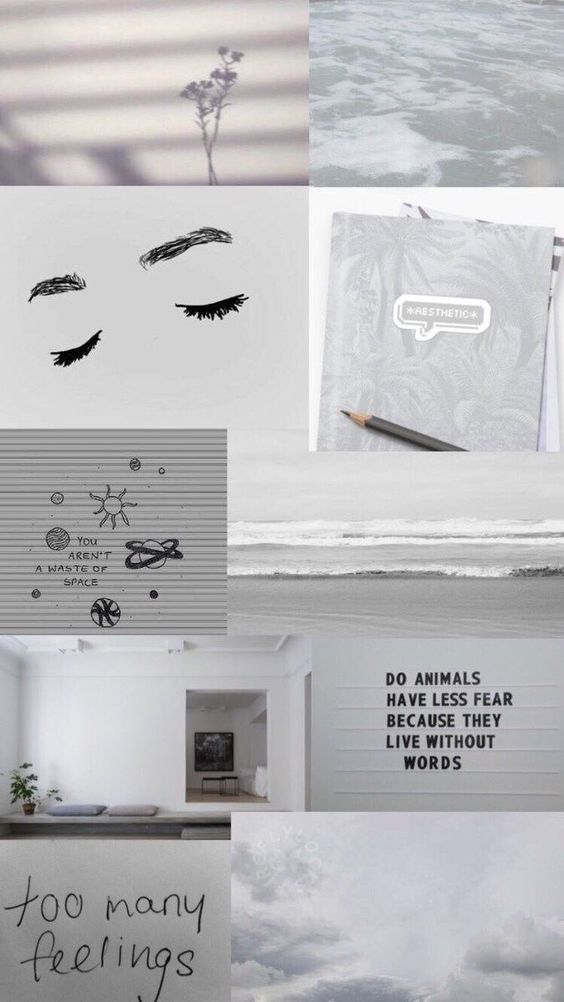 *AESTHETIC*
YOU
AREN'T
A WASTE OF
SPACE
DO ANIMALS
HAVE LESS FEAR
BECAUSE THEY
LIVE WITHOUT
WORDS
too many
feelings